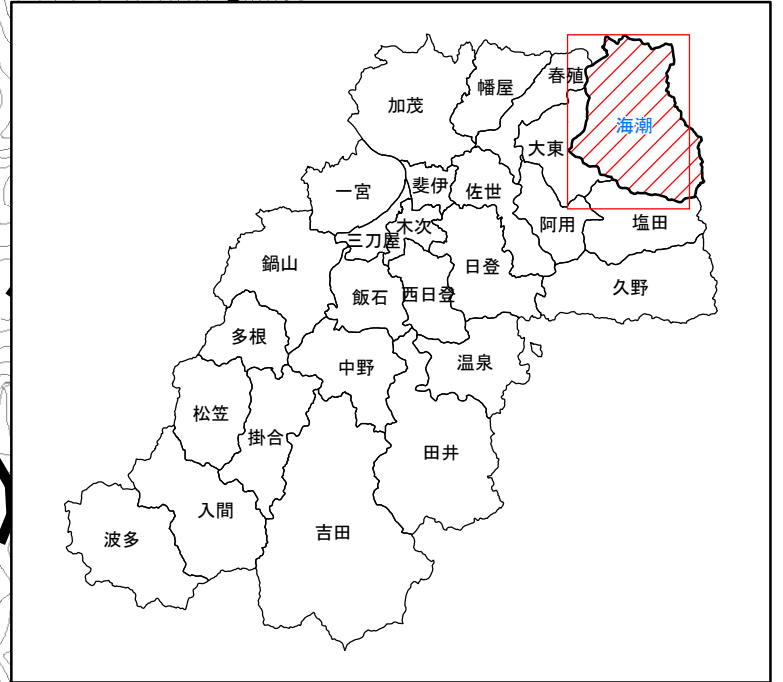 春殖
幡屋
加茂
海潮
大東
斐伊
一宮
佐世
木次
阿用
塩田
三刀屋
鍋山
日登
久野
飯石
西日登
多根
中野
温泉
松笠
掛合
田井
入間
吉田
波多